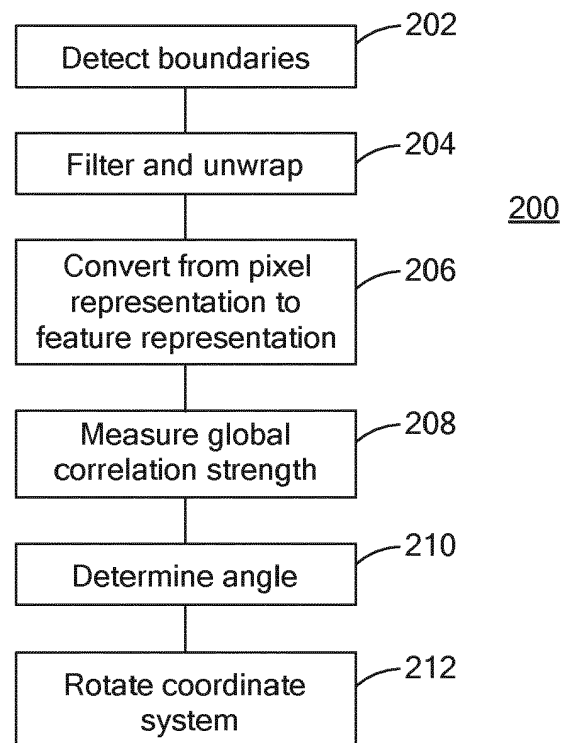 202
Detect boundaries
204
Filter and unwrap
200
Convert from pixel
representation to
feature representation
206
Measure global
correlation strength
208
210
Determine angle
212
Rotate coordinate
system